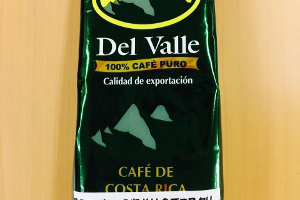 Del Valle
100% CAFÉ PURO
Calidad de exportación
CAFÉ DE
COSTA RICA